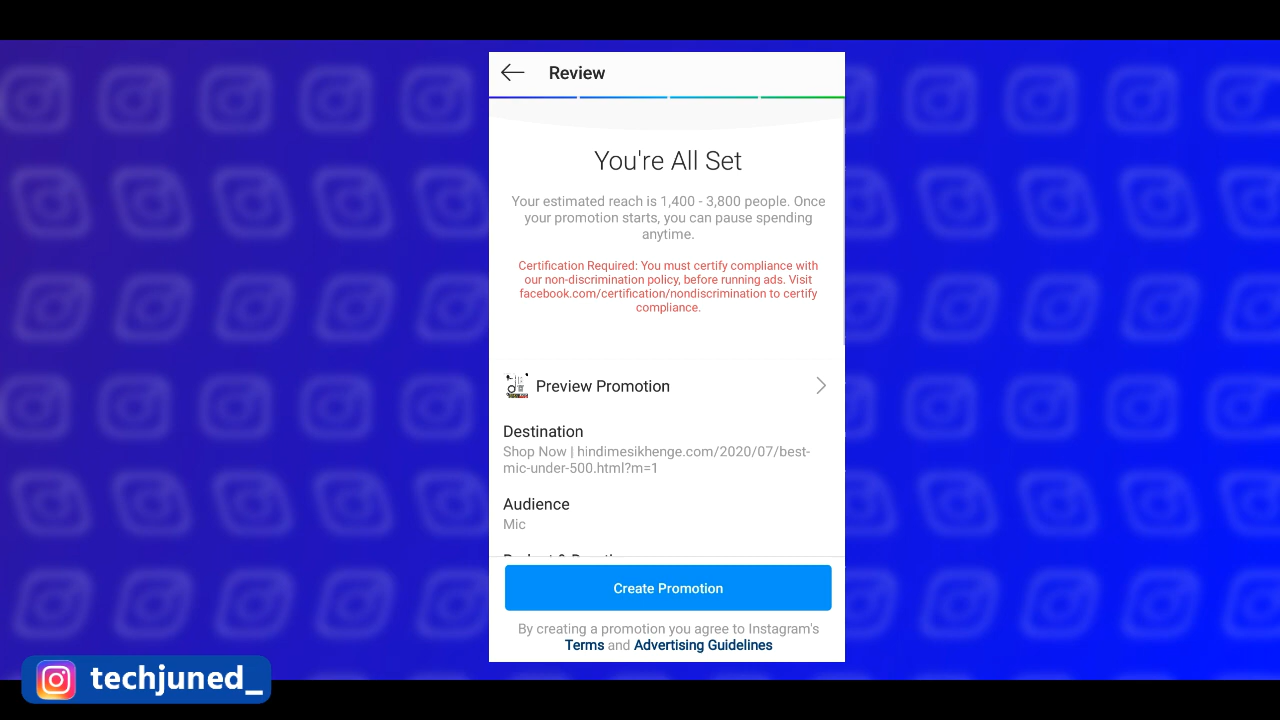 Review
You're All Set
Your estimated reach is 1,400 - 3,800 people. Once
your promotion starts, you can pause spending
anytime.
Certification Required: You must certify compliance with
our non-discrimination policy, before running ads. Visit
facebook.com/certification/nondiscrimination to certify
compliance.
Preview Promotion
Destination
Shop Now | hindimesikhenge.com/2020/07/best-
mic-under-500.html?m=1
Audience
Mic
Create Promotion
By creating a promotion you agree to Instagram's
Terms and Advertising Guidelines
techjuned_